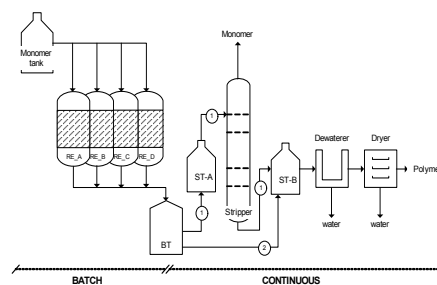 Monomer
Monomer
tank
RE_A
RE_B
RE_C
RE_D
1
ST-A
1
Stripper
1
ST-B
Dewaterer
Dryer
Polyme
water
water
BT
2
BATCH
CONTINUOUS